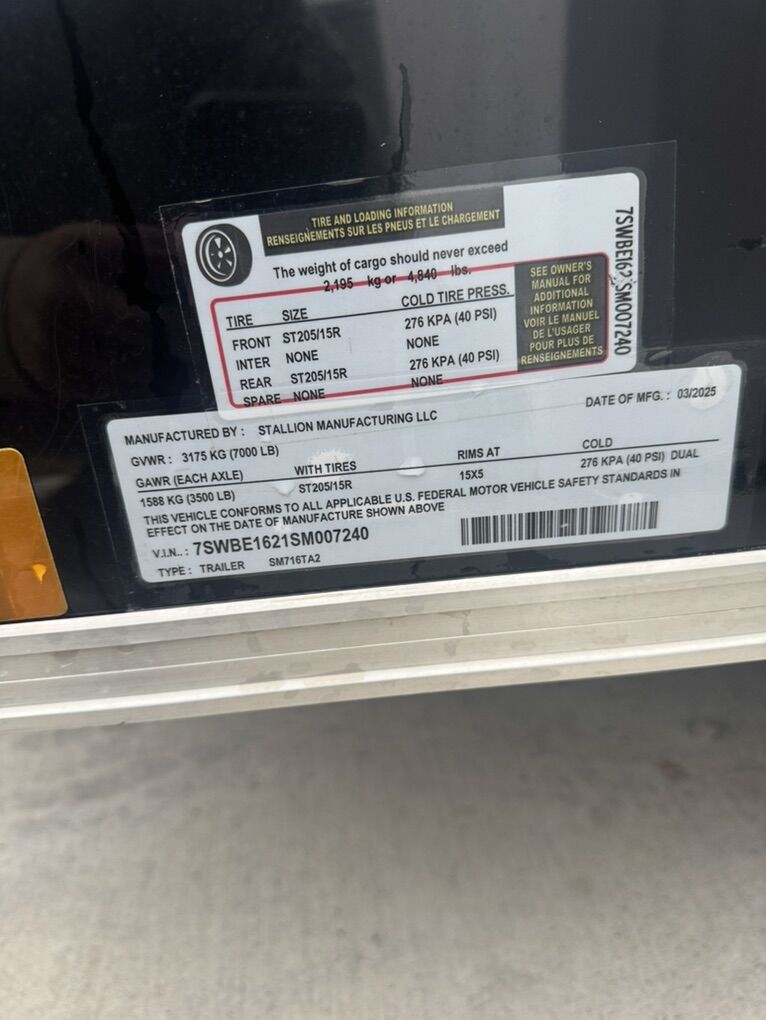 TIRE AND LOADING INFORMATION
RENSEIGNEMENTS SUR LES PNEUS ET LE CHARGEMENT
The weight of cargo should never exceed
2,195 kg or 4,840 lbs.
TIRE SIZE COLD TIRE PRESS.
FRONT ST205/15R 276 KPA (40 PSI)
INTER NONE NONE
REAR ST205/15R 276 KPA (40 PSI)
SPARE NONE NONE
SEE OWNER'S
MANUAL FOR
ADDITIONAL
INFORMATION
VOIR LE MANUEL
DE L'USAGER
POUR PLUS DE
RENSEIGNEMENTS
7SWBE1621SM007240
MANUFACTURED BY : STALLION MANUFACTURING LLC DATE OF MFG. : 03/2025
GVWR : 3175 KG (7000 LB)
GAWR (EACH AXLE) WITH TIRES RIMS AT COLD
1588 KG (3500 LB) ST205/15R 15X5 276 KPA (40 PSI) DUAL
THIS VEHICLE CONFORMS TO ALL APPLICABLE U.S. FEDERAL MOTOR VEHICLE SAFETY STANDARDS IN
EFFECT ON THE DATE OF MANUFACTURE SHOWN ABOVE
V.I.N.. : 7SWBE1621SM007240
TYPE : TRAILER SM716TA2